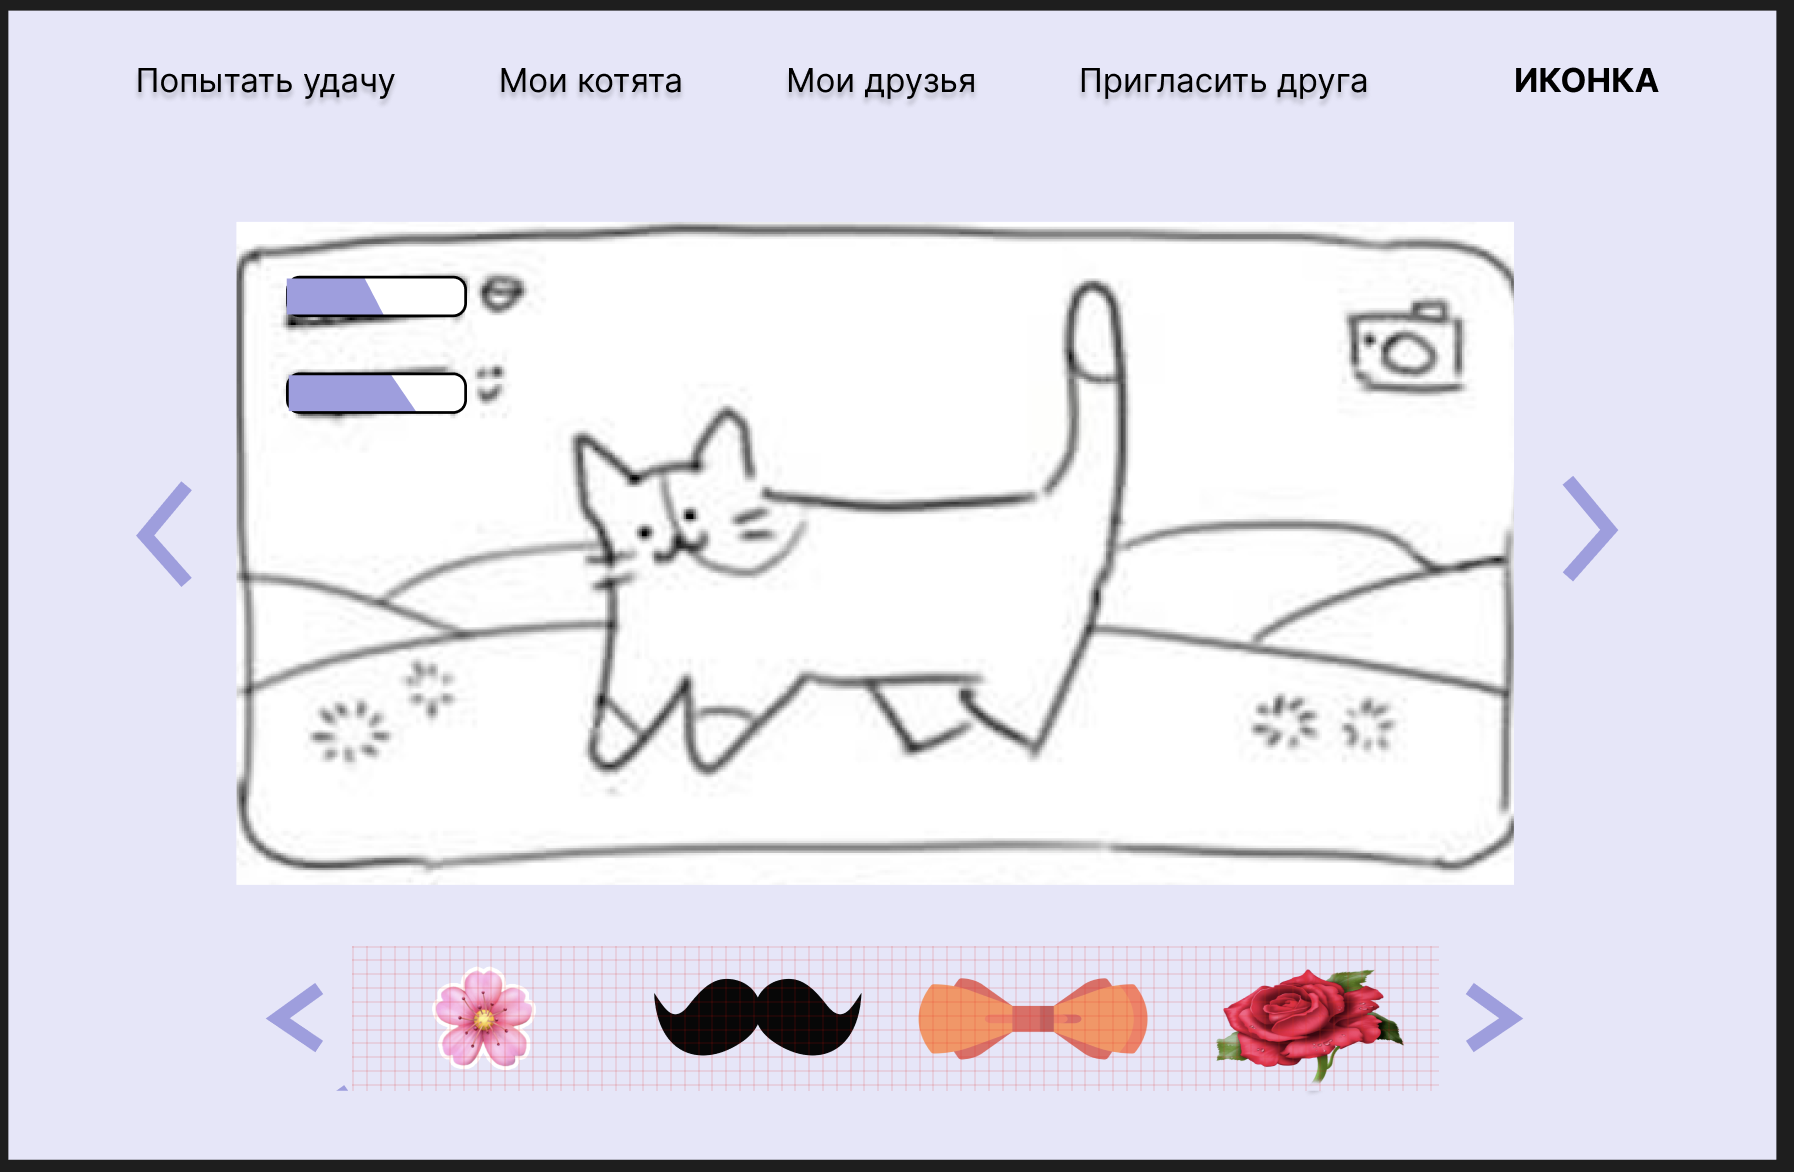 Попытать удачу
Мои котята
Мои друзья
Пригласить друга
ИКОНКА